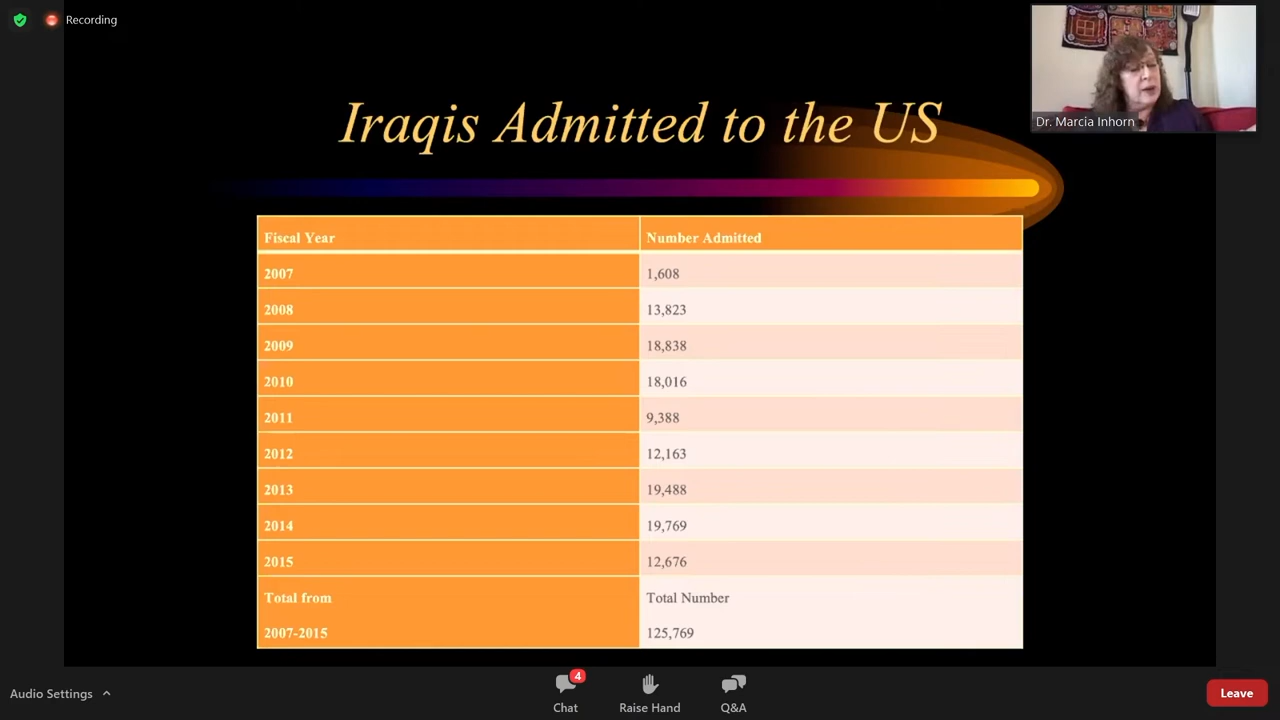 Recording
Dr. Marcia Inhorn
Iraqis Admitted to the US
Fiscal Year Number Admitted
2007 1,608
2008 13,823
2009 18,838
2010 18,016
2011 9,388
2012 12,163
2013 19,488
2014 19,769
2015 12,676
Total from Total Number
2007-2015 125,769
Audio Settings
4
Chat
Raise Hand
Q&A
Leave